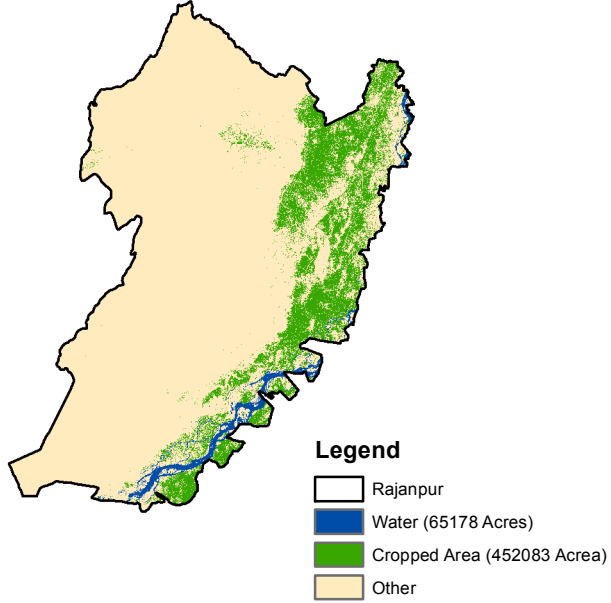 Legend
Rajanpur
Water (65178 Acres)
Cropped Area (452083 Acrea)
Other